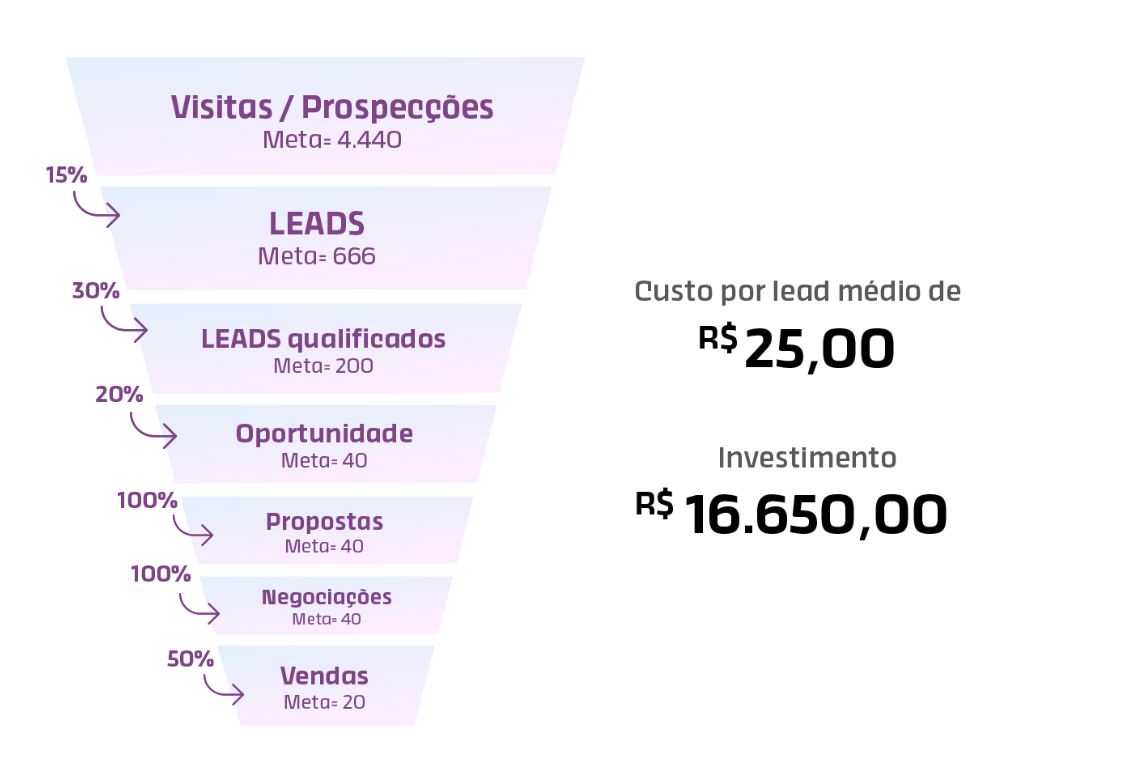 Visitas / Prospecções
Meta= 4.440
15%
LEADS
Meta= 666
30%
LEADS qualificados
Meta= 200
20%
Oportunidade
Meta= 40
100%
Propostas
Meta= 40
100%
Negociações
Meta= 40
50%
Vendas
Meta= 20
Custo por lead médio de
R$ 25,00
Investimento
R$ 16.650,00